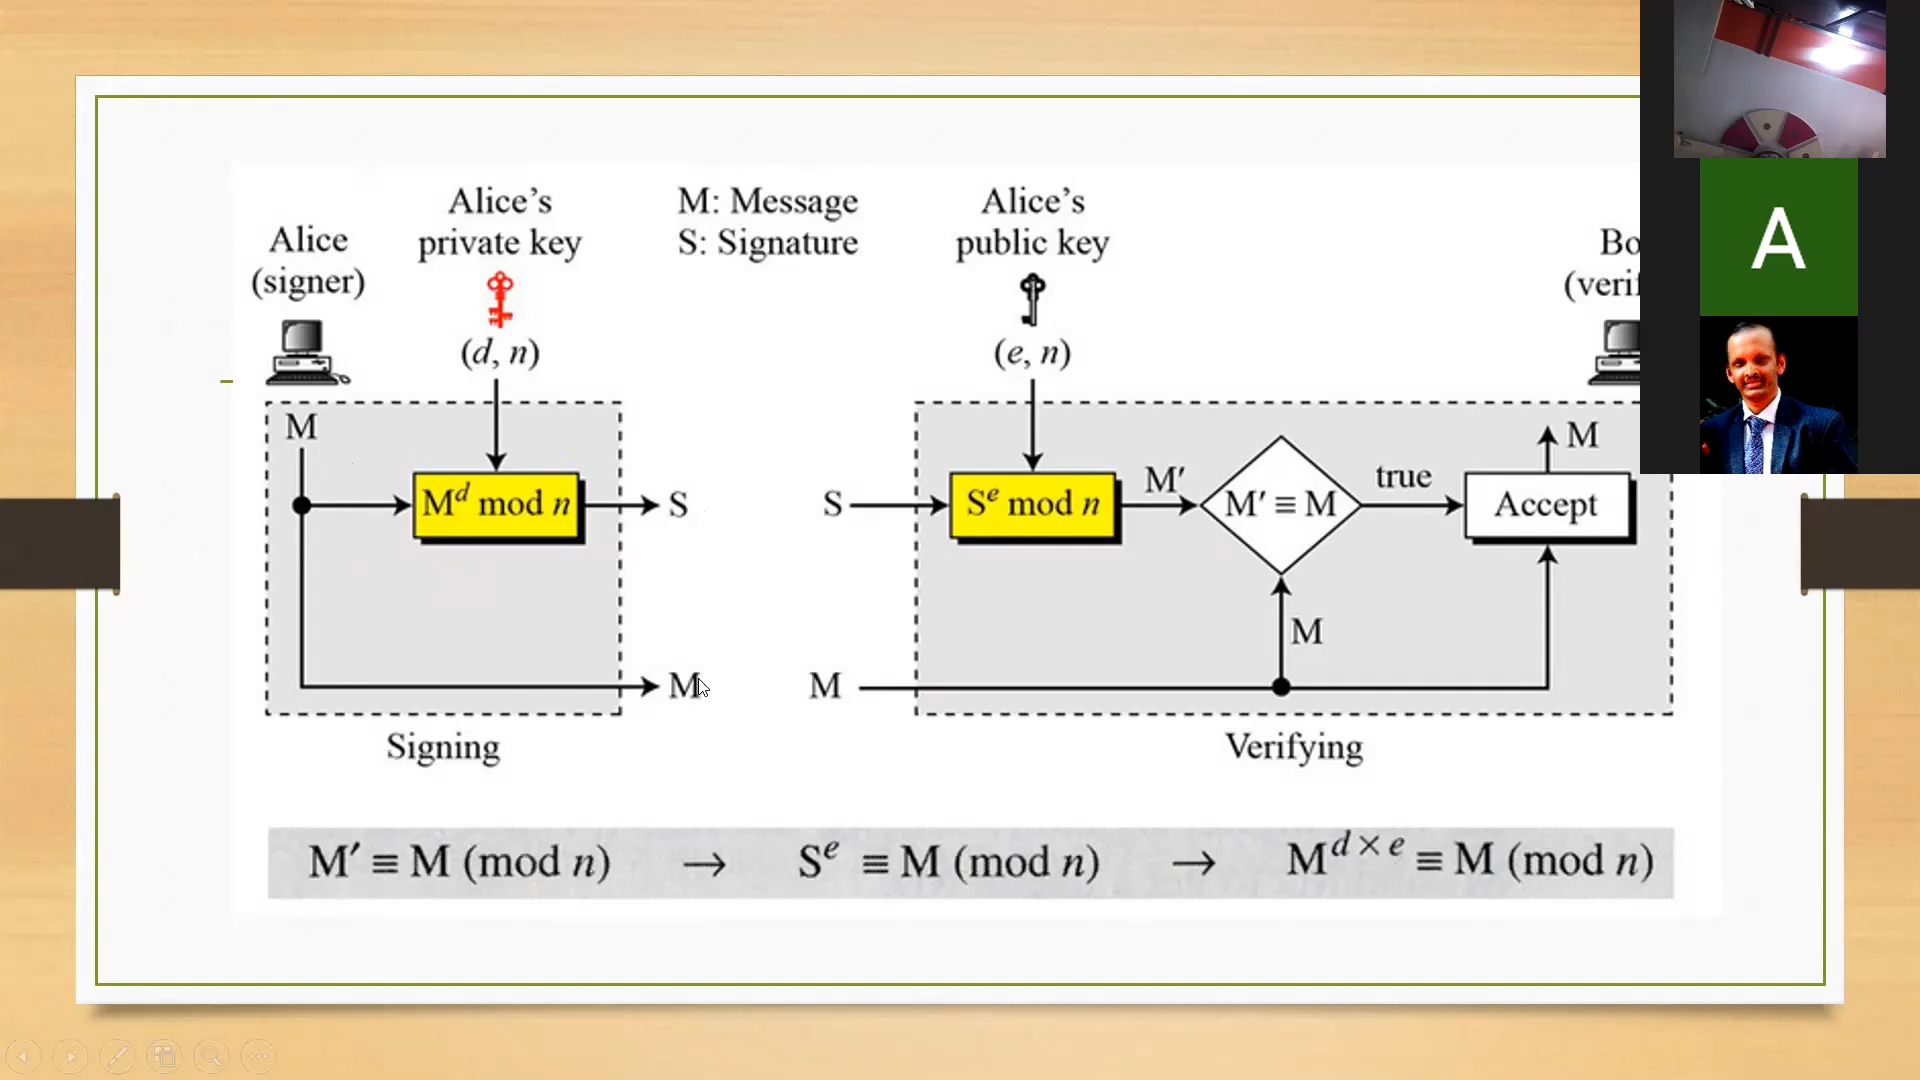 Alice's
private key
M: Message
S: Signature
Alice's
public key
Alice
(signer)
(d, n)
(e, n)
M
Mᵈ mod n
S
M
Signing
S
Sᵉ mod n
M′
M′ ≡ M
true
Accept
M
M
M
Verifying
M′ ≡ M (mod n) → Sᵉ ≡ M (mod n) → Mᵈ ˣ ᵉ ≡ M (mod n)
A